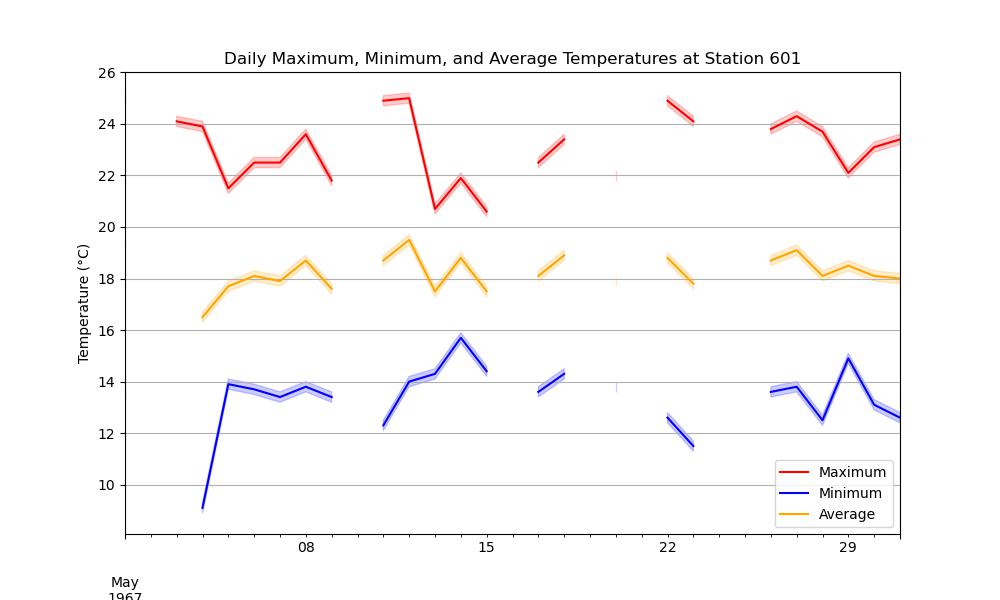 Daily Maximum, Minimum, and Average Temperatures at Station 601
Temperature (°C)
26
24
22
20
18
16
14
12
10
Maximum
Minimum
Average
08
15
22
29
May
1967